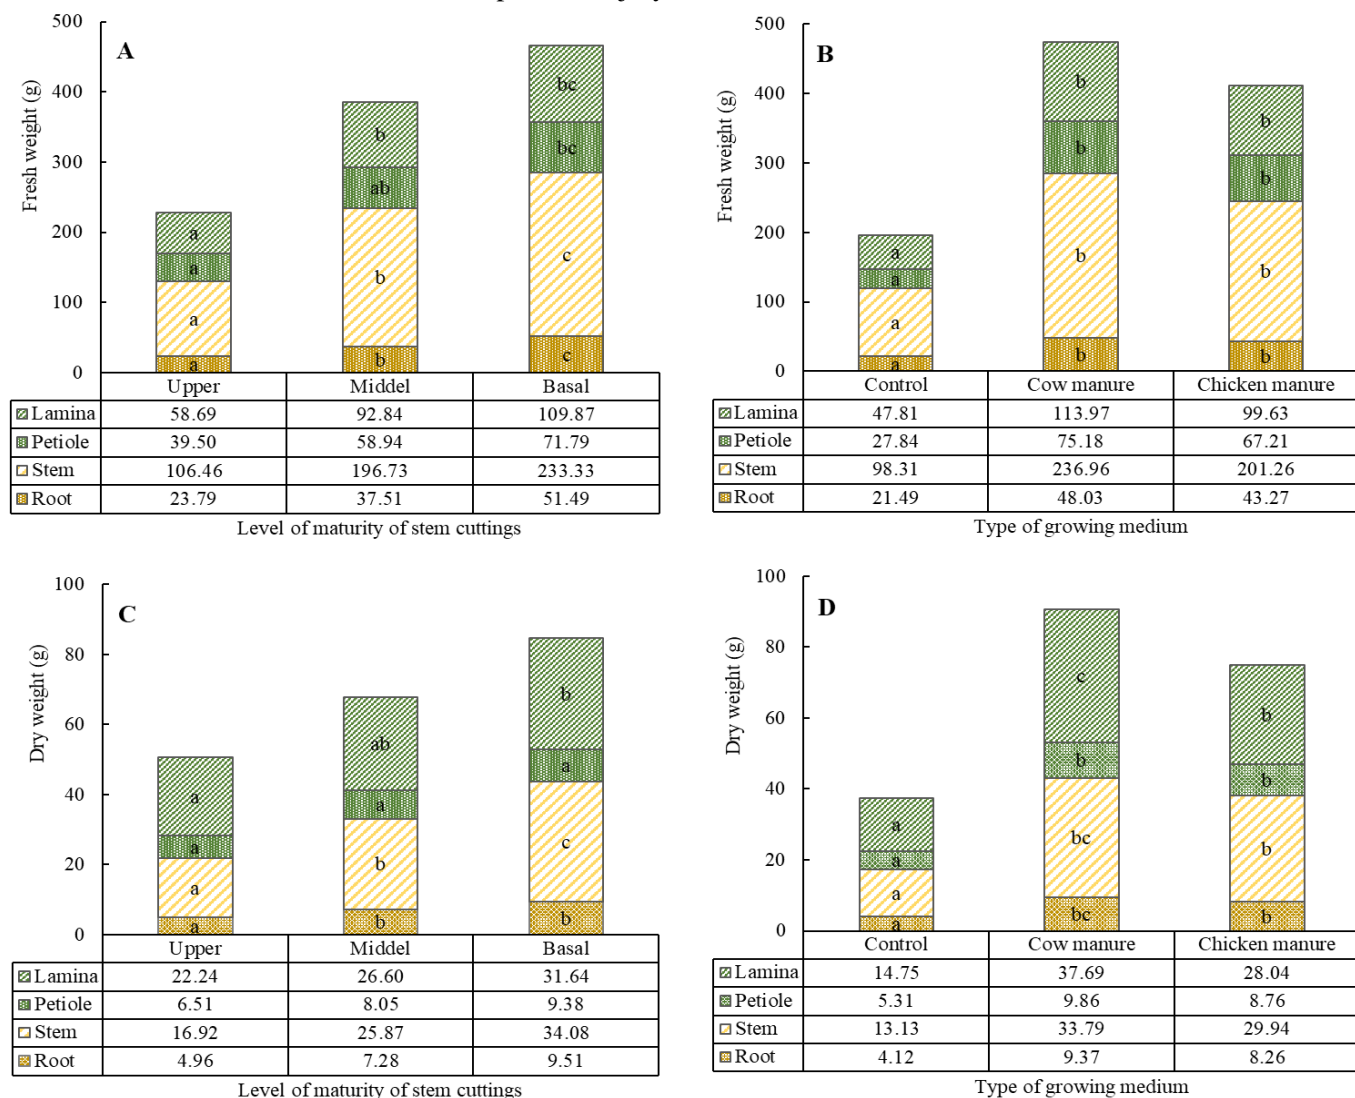 500
400
300
200
100
0
Fresh weight (g)
A
b
bc
bc
ab
a
a
a
b
c
a
b
c
Upper Middel Basal
Lamina 58.69 92.84 109.87
Petiole 39.50 58.94 71.79
Stem 106.46 196.73 233.33
Root 23.79 37.51 51.49
Level of maturity of stem cuttings
500
400
300
200
100
0
Fresh weight (g)
B
b
b
b
b
a
a
a
b
b
a
b
b
Control Cow manure Chicken manure
Lamina 47.81 113.97 99.63
Petiole 27.84 75.18 67.21
Stem 98.31 236.96 201.26
Root 21.49 48.03 43.27
Type of growing medium
100
80
60
40
20
0
Dry weight (g)
C
b
ab
a
a
a
a
a
b
c
a
b
b
Upper Middel Basal
Lamina 22.24 26.60 31.64
Petiole 6.51 8.05 9.38
Stem 16.92 25.87 34.08
Root 4.96 7.28 9.51
Level of maturity of stem cuttings
100
80
60
40
20
0
Dry weight (g)
D
c
b
b
b
a
a
a
bc
b
a
bc
b
Control Cow manure Chicken manure
Lamina 14.75 37.69 28.04
Petiole 5.31 9.86 8.76
Stem 13.13 33.79 29.94
Root 4.12 9.37 8.26
Type of growing medium